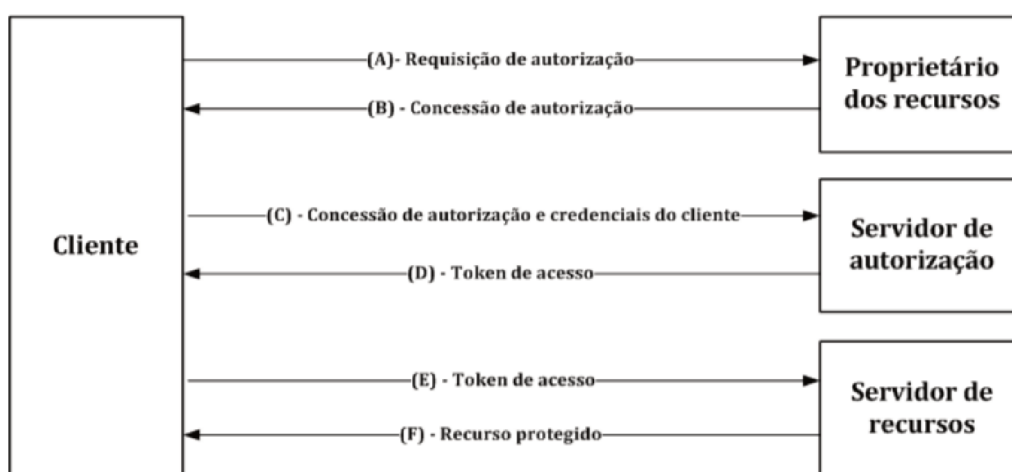 Cliente
(A)- Requisição de autorização
(B) - Concessão de autorização
Proprietário
dos recursos
(C) - Concessão de autorização e credenciais do cliente
(D) - Token de acesso
Servidor de
autorização
(E) - Token de acesso
(F) - Recurso protegido
Servidor de
recursos